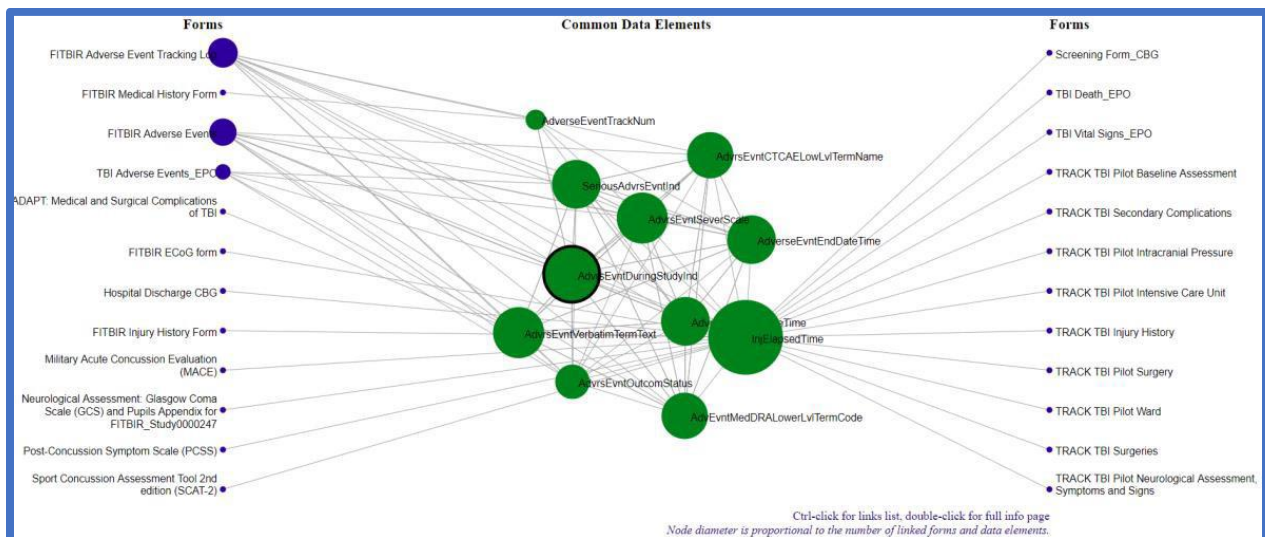 Forms
Common Data Elements
Forms
FITBIR Adverse Event Tracking Log
FITBIR Medical History Form
FITBIR Adverse Events
TBI Adverse Events_EPO
ADAPT: Medical and Surgical Complications
of TBI
FITBIR ECoG form
Hospital Discharge CBG
FITBIR Injury History Form
Military Acute Concussion Evaluation
(MACE)
Neurological Assessment: Glasgow Coma
Scale (GCS) and Pupils Appendix for
FITBIR_Study0000247
Post-Concussion Symptom Scale (PCSS)
Sport Concussion Assessment Tool 2nd
edition (SCAT-2)
AdverseEventTrackNum
AdvrsEvntCTCAELowLvlTermName
SeriousAdvrsEvntInd
AdvrsEvntSeverScale
AdverseEvntEndDateTime
AdvrsEvntDuringStudyInd
InjElapsedTime
AdvrsEvntVerbatimTermText
AdvrsEvntOutcomStatus
AdvEvntMedDRALowerLvlTermCode
Screening Form_CBG
TBI Death_EPO
TBI Vital Signs_EPO
TRACK TBI Pilot Baseline Assessment
TRACK TBI Secondary Complications
TRACK TBI Pilot Intracranial Pressure
TRACK TBI Pilot Intensive Care Unit
TRACK TBI Injury History
TRACK TBI Pilot Surgery
TRACK TBI Pilot Ward
TRACK TBI Surgeries
TRACK TBI Pilot Neurological Assessment,
Symptoms and Signs
Ctrl-click for links list, double-click for full info page
Node diameter is proportional to the number of linked forms and data elements.